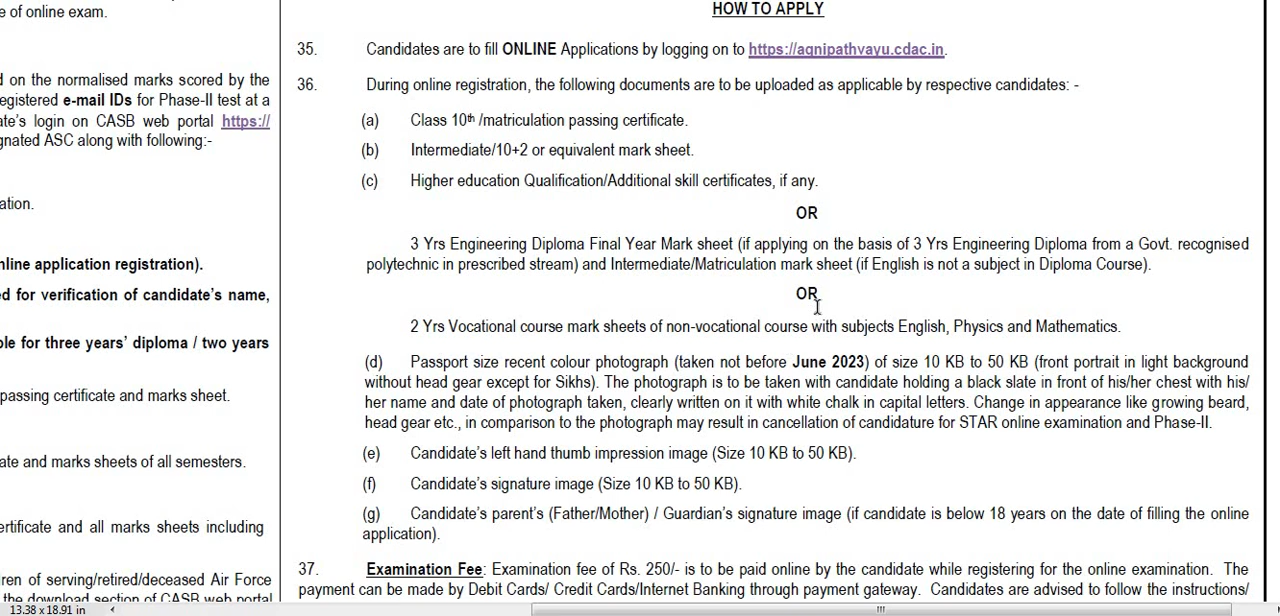 e of online exam.
d on the normalised marks scored by the
egistered e-mail IDs for Phase-II test at a
ate's login on CASB web portal https://
gnated ASC along with following:-
ation.
nline application registration).
ed for verification of candidate's name,
ole for three years' diploma / two years
passing certificate and marks sheet.
ate and marks sheets of all semesters.
ertificate and all marks sheets including
ren of serving/retired/deceased Air Force
the download section of CASB web portal
HOW TO APPLY
35. Candidates are to fill ONLINE Applications by logging on to https://agnipathvayu.cdac.in.
36. During online registration, the following documents are to be uploaded as applicable by respective candidates: -
(a) Class 10th /matriculation passing certificate.
(b) Intermediate/10+2 or equivalent mark sheet.
(c) Higher education Qualification/Additional skill certificates, if any.
OR
3 Yrs Engineering Diploma Final Year Mark sheet (if applying on the basis of 3 Yrs Engineering Diploma from a Govt. recognised
polytechnic in prescribed stream) and Intermediate/Matriculation mark sheet (if English is not a subject in Diploma Course).
OR
2 Yrs Vocational course mark sheets of non-vocational course with subjects English, Physics and Mathematics.
(d) Passport size recent colour photograph (taken not before June 2023) of size 10 KB to 50 KB (front portrait in light background
without head gear except for Sikhs). The photograph is to be taken with candidate holding a black slate in front of his/her chest with his/
her name and date of photograph taken, clearly written on it with white chalk in capital letters. Change in appearance like growing beard,
head gear etc., in comparison to the photograph may result in cancellation of candidature for STAR online examination and Phase-II.
(e) Candidate's left hand thumb impression image (Size 10 KB to 50 KB).
(f) Candidate's signature image (Size 10 KB to 50 KB).
(g) Candidate's parent's (Father/Mother) / Guardian's signature image (if candidate is below 18 years on the date of filling the online
application).
37. Examination Fee: Examination fee of Rs. 250/- is to be paid online by the candidate while registering for the online examination. The
payment can be made by Debit Cards/ Credit Cards/Internet Banking through payment gateway. Candidates are advised to follow the instructions/
13.38 x 18.91 in